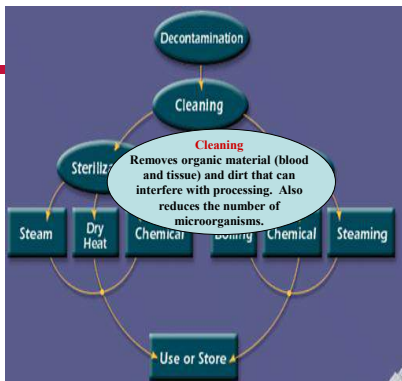 Decontamination
Cleaning
Cleaning
Removes organic material (blood
and tissue) and dirt that can
interfere with processing. Also
reduces the number of
microorganisms.
Steam
Dry
Heat
Chemical
Boiling
Chemical
Steaming
Use or Store